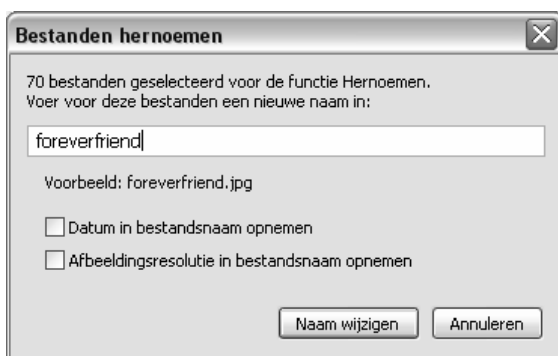 Bestanden hernoemen
70 bestanden geselecteerd voor de functie Hernoemen.
Voer voor deze bestanden een nieuwe naam in:
foreverfriend
Voorbeeld: foreverfriend.jpg
Datum in bestandsnaam opnemen
Afbeeldingsresolutie in bestandsnaam opnemen
Naam wijzigen Annuleren